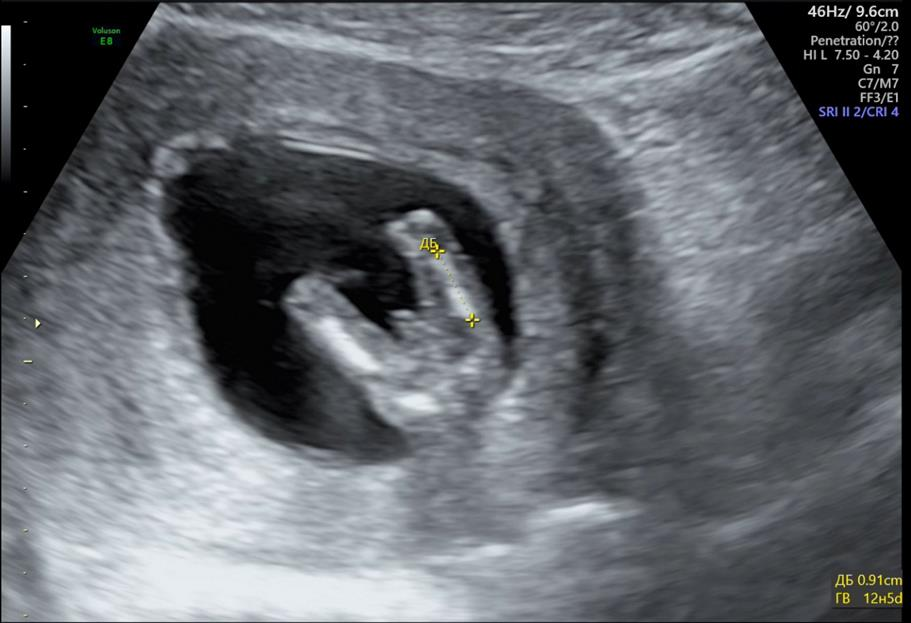 Voluson
E8
46Hz/ 9.6cm
60°/2.0
Penetration/??
HI L 7.50 - 4.20
Gn 7
C7/M7
FF3/E1
SRI II 2/CRI 4
ДБ
ДБ 0.91cm
ГВ 12н5d